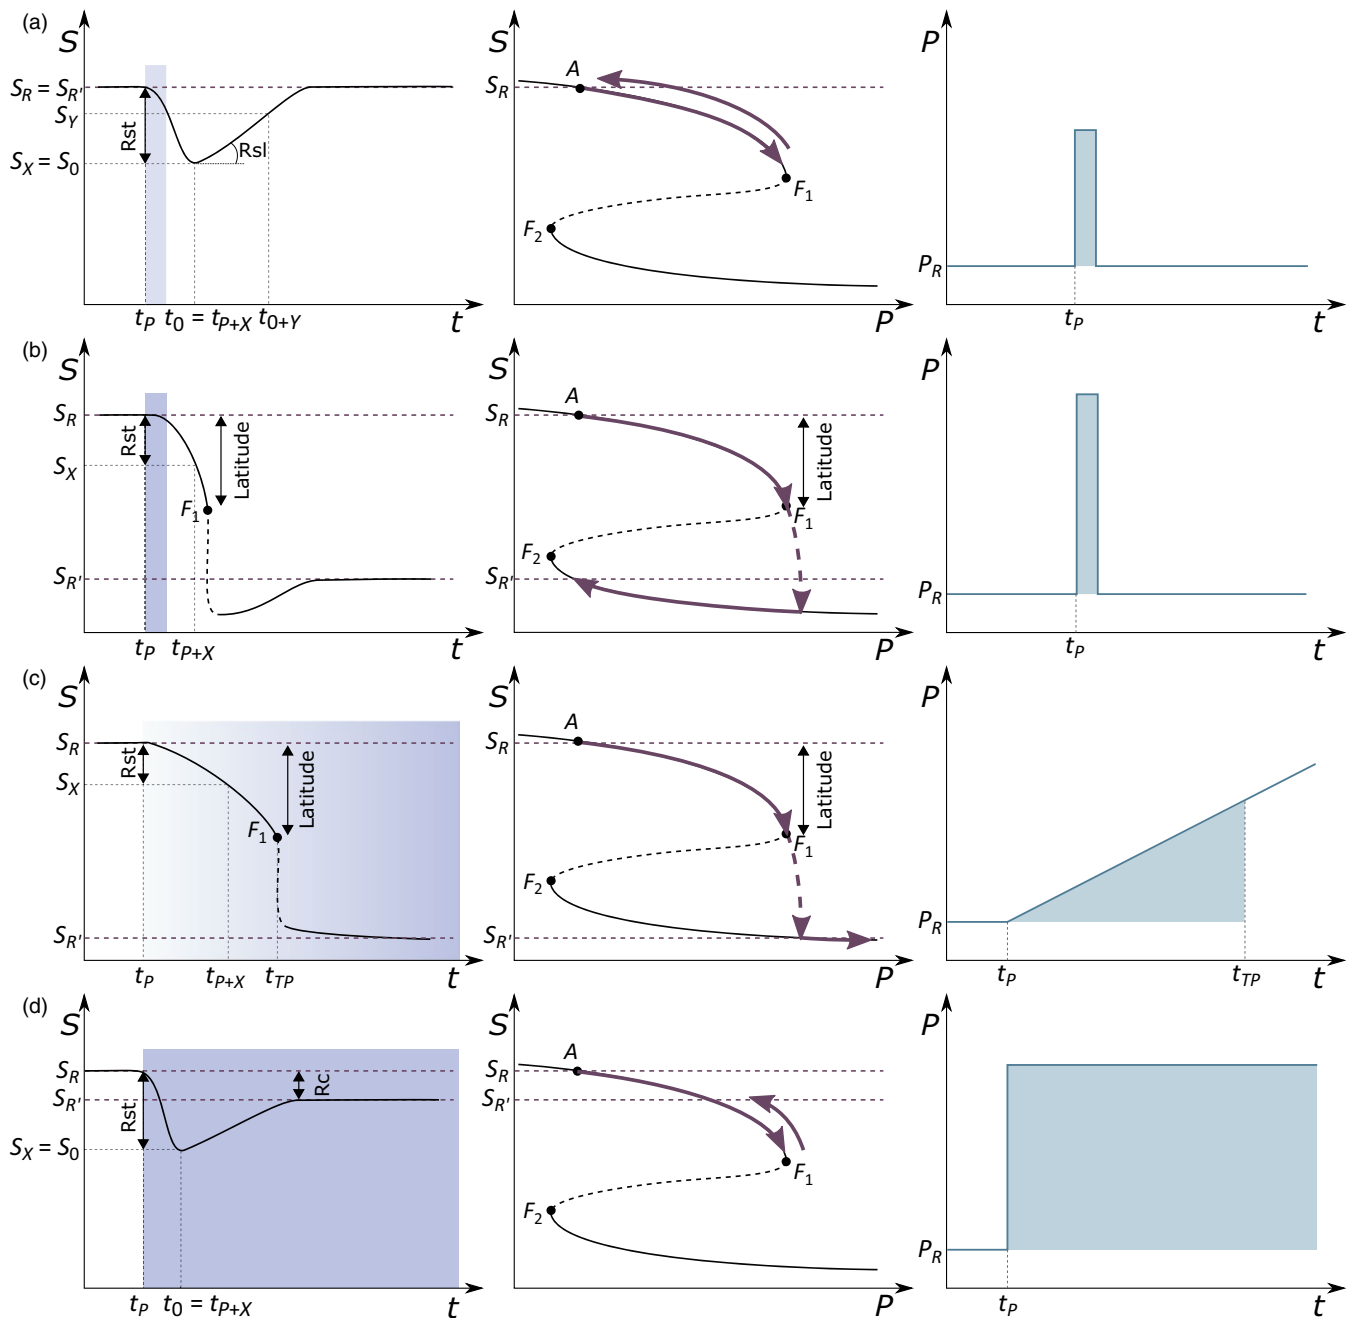 (a)
S
S_R = S_R'
S_Y
S_X = S_0
Rst
Rsl
t_P
t_0 = t_P+X
t_0+Y
t
S
S_R
A
F_1
F_2
P
P
P_R
t_P
t
(b)
S
S_R
Rst
S_X
Latitude
F_1
S_R'
t_P
t_P+X
t
S
S_R
A
Latitude
F_1
F_2
S_R'
P
P
P_R
t_P
t
(c)
S
S_R
Rst
S_X
Latitude
F_1
S_R'
t_P
t_P+X
t_TP
t
S
S_R
A
Latitude
F_1
F_2
S_R'
P
P
P_R
t_P
t_TP
t
(d)
S
S_R
S_R'
Rc
Rst
S_X = S_0
t_P
t_0 = t_P+X
t
S
A
S_R
S_R'
F_1
F_2
P
P
P_R
t_P
t